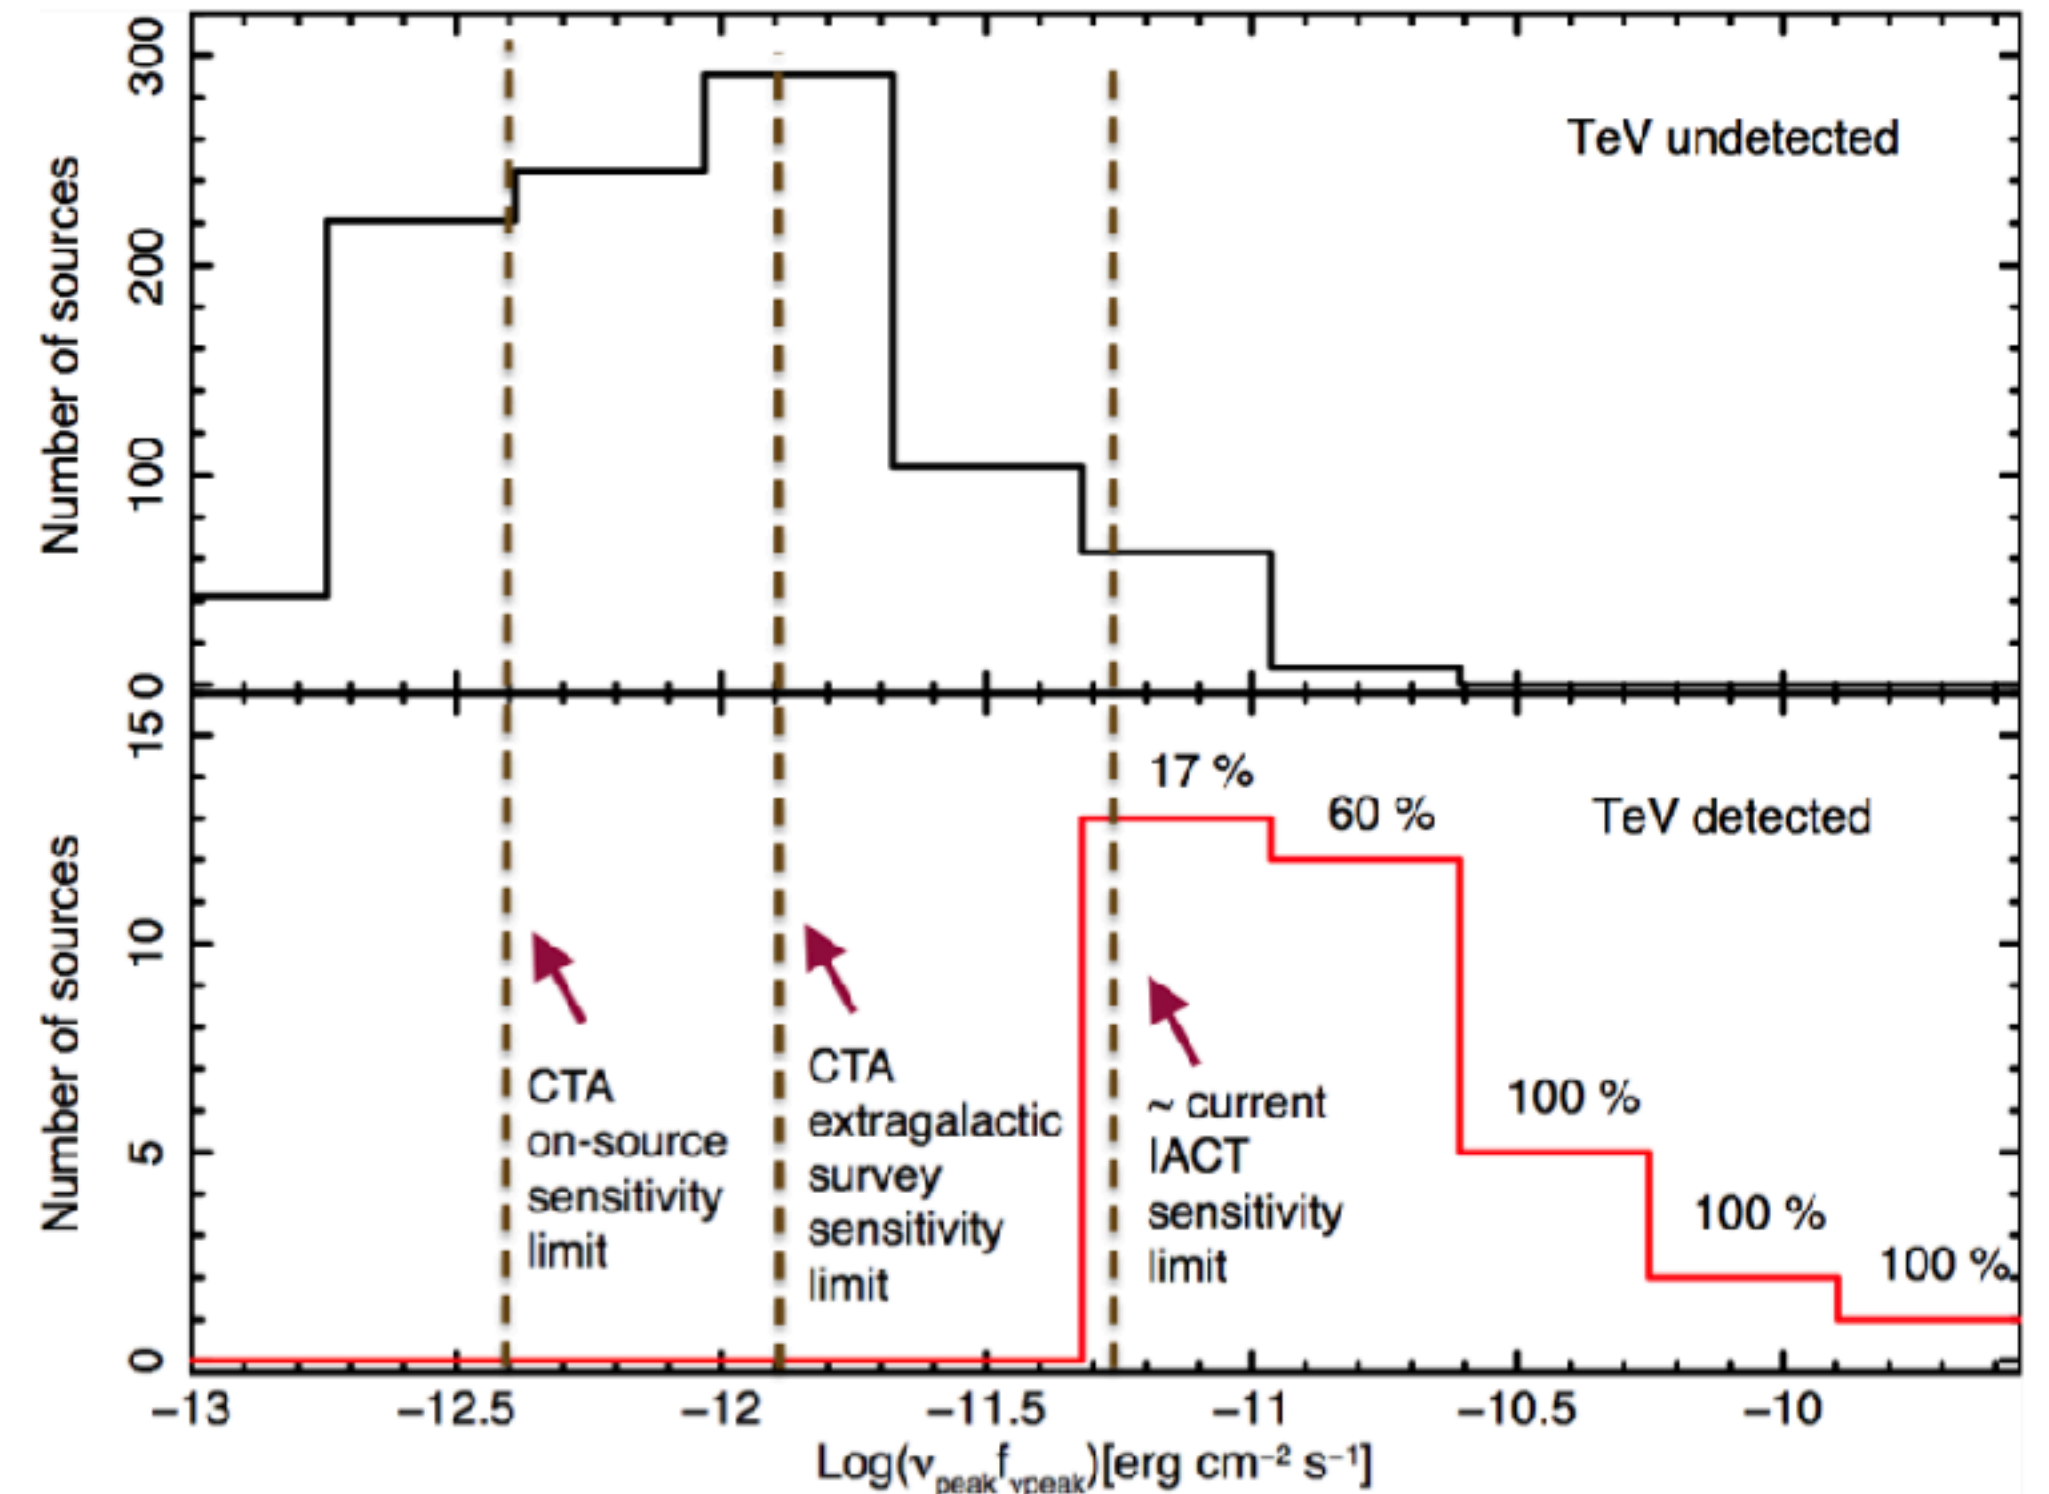 300
200
100
0
Number of sources
TeV undetected
15
10
5
0
Number of sources
17 %
60 %
TeV detected
100 %
100 %
100 %
CTA
on-source
sensitivity
limit
CTA
extragalactic
survey
sensitivity
limit
~ current
IACT
sensitivity
limit
−13 −12.5 −12 −11.5 −11 −10.5 −10
Log(νpeakfνpeak)[erg cm⁻² s⁻¹]